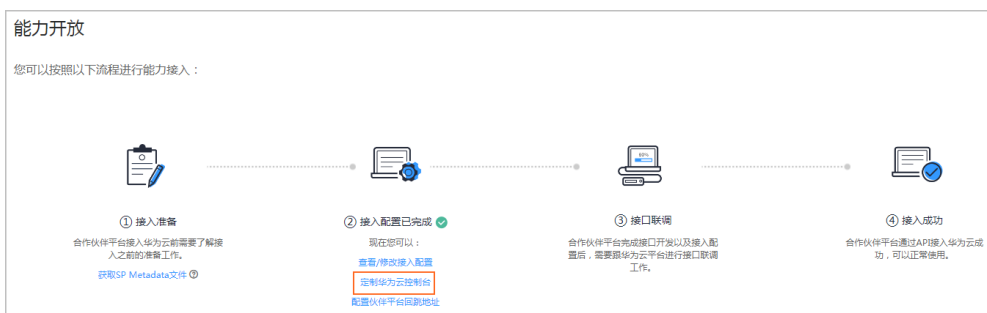 能力开放
您可以按照以下流程进行能力接入：
80%
① 接入准备
合作伙伴平台接入华为云前需要了解接
入之前的准备工作。
获取SP Metadata文件 ?
② 接入配置已完成
现在您可以：
查看/修改接入配置
定制华为云控制台
配置伙伴平台回跳地址
③ 接口联调
合作伙伴平台完成接口开发以及接入配
置后，需要跟华为云平台进行接口联调
工作。
④ 接入成功
合作伙伴平台通过API接入华为云成
功，可以正常使用。